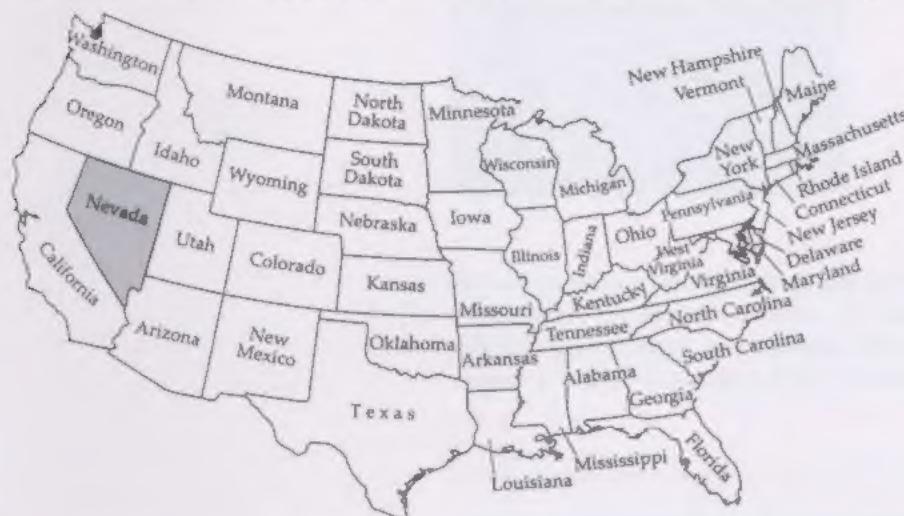 Washington
Oregon
California
Nevada
Idaho
Montana
Wyoming
Utah
Arizona
Colorado
New
Mexico
North
Dakota
South
Dakota
Nebraska
Kansas
Oklahoma
Texas
Minnesota
Iowa
Missouri
Arkansas
Louisiana
Wisconsin
Illinois
Michigan
Indiana
Ohio
Kentucky
Tennessee
Mississippi
Alabama
Georgia
Florida
South Carolina
North Carolina
Virginia
West
Virginia
Pennsylvania
New
York
New Hampshire
Vermont
Maine
Massachusetts
Rhode Island
Connecticut
New Jersey
Delaware
Maryland